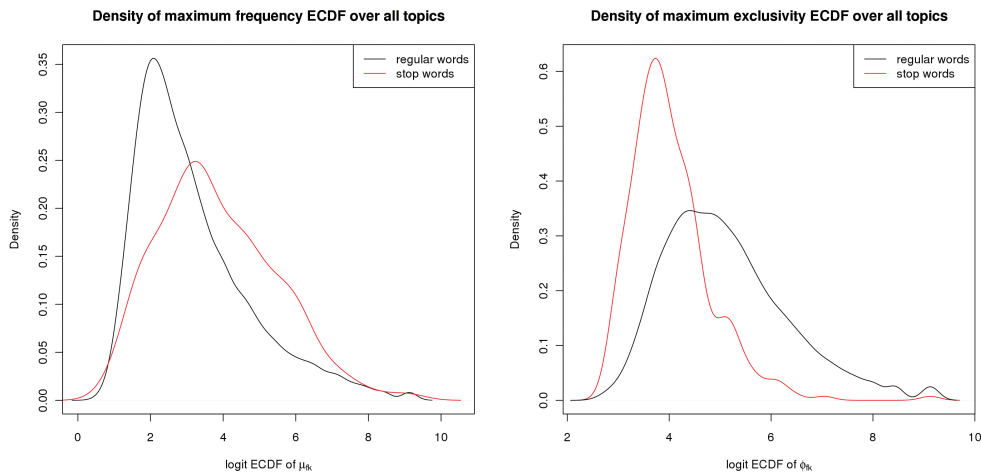 Density of maximum frequency ECDF over all topics
regular words
stop words
0.35
0.30
0.25
0.20
0.15
0.10
0.05
0.00
Density
0 2 4 6 8 10
logit ECDF of μfk
Density of maximum exclusivity ECDF over all topics
regular words
stop words
0.6
0.5
0.4
0.3
0.2
0.1
0.0
Density
2 4 6 8 10
logit ECDF of ϕfk